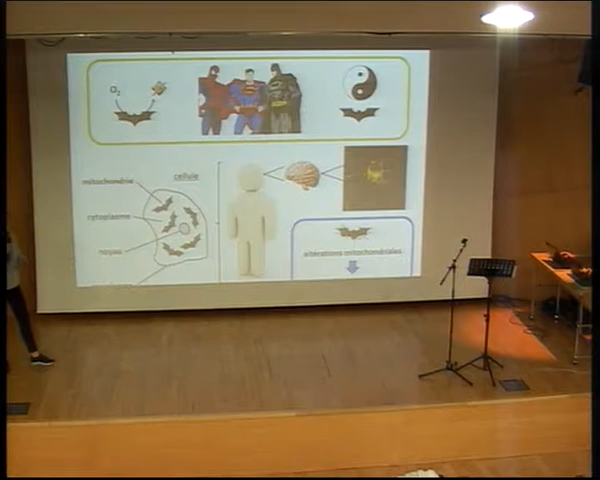 O₂
mitochondrie
cellule
cytoplasme
noyau
altérations mitochondriales